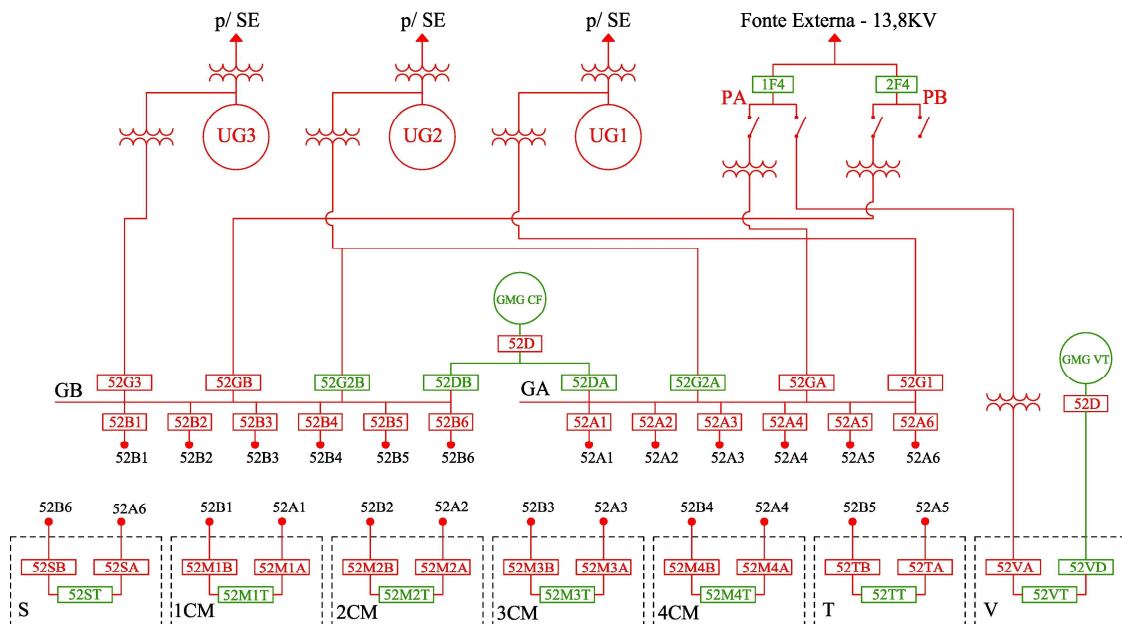 p/ SE p/ SE p/ SE Fonte Externa - 13,8KV
1F4 2F4
PA PB
UG3 UG2 UG1
GMG CF
52D
GMG VT
52D
52G3 52GB 52G2B 52DB 52DA 52G2A 52GA 52G1
GB GA
52B1 52B2 52B3 52B4 52B5 52B6 52A1 52A2 52A3 52A4 52A5 52A6
52B1 52B2 52B3 52B4 52B5 52B6 52A1 52A2 52A3 52A4 52A5 52A6
52B6 52A6 52B1 52A1 52B2 52A2 52B3 52A3 52B4 52A4 52B5 52A5
52SB 52SA 52M1B 52M1A 52M2B 52M2A 52M3B 52M3A 52M4B 52M4A 52TB 52TA 52VA 52VD
52ST 52M1T 52M2T 52M3T 52M4T 52TT 52VT
S 1CM 2CM 3CM 4CM T V